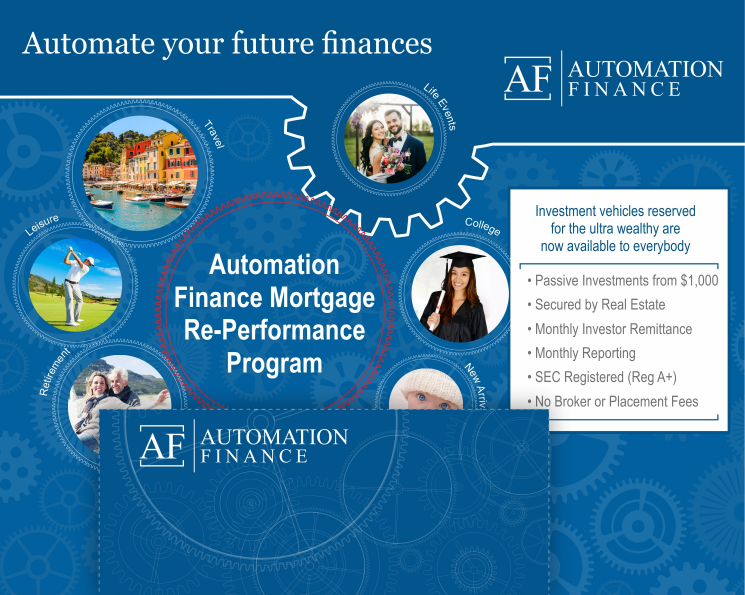 Automate your future finances
AF AUTOMATION
FINANCE
Life Events
Travel
Leisure
College
Retirement
Automation
Finance Mortgage
Re-Performance
Program
Investment vehicles reserved
for the ultra wealthy are
now available to everybody
• Passive Investments from $1,000
• Secured by Real Estate
• Monthly Investor Remittance
• Monthly Reporting
• SEC Registered (Reg A+)
• No Broker or Placement Fees
New Arriv
AF AUTOMATION
FINANCE